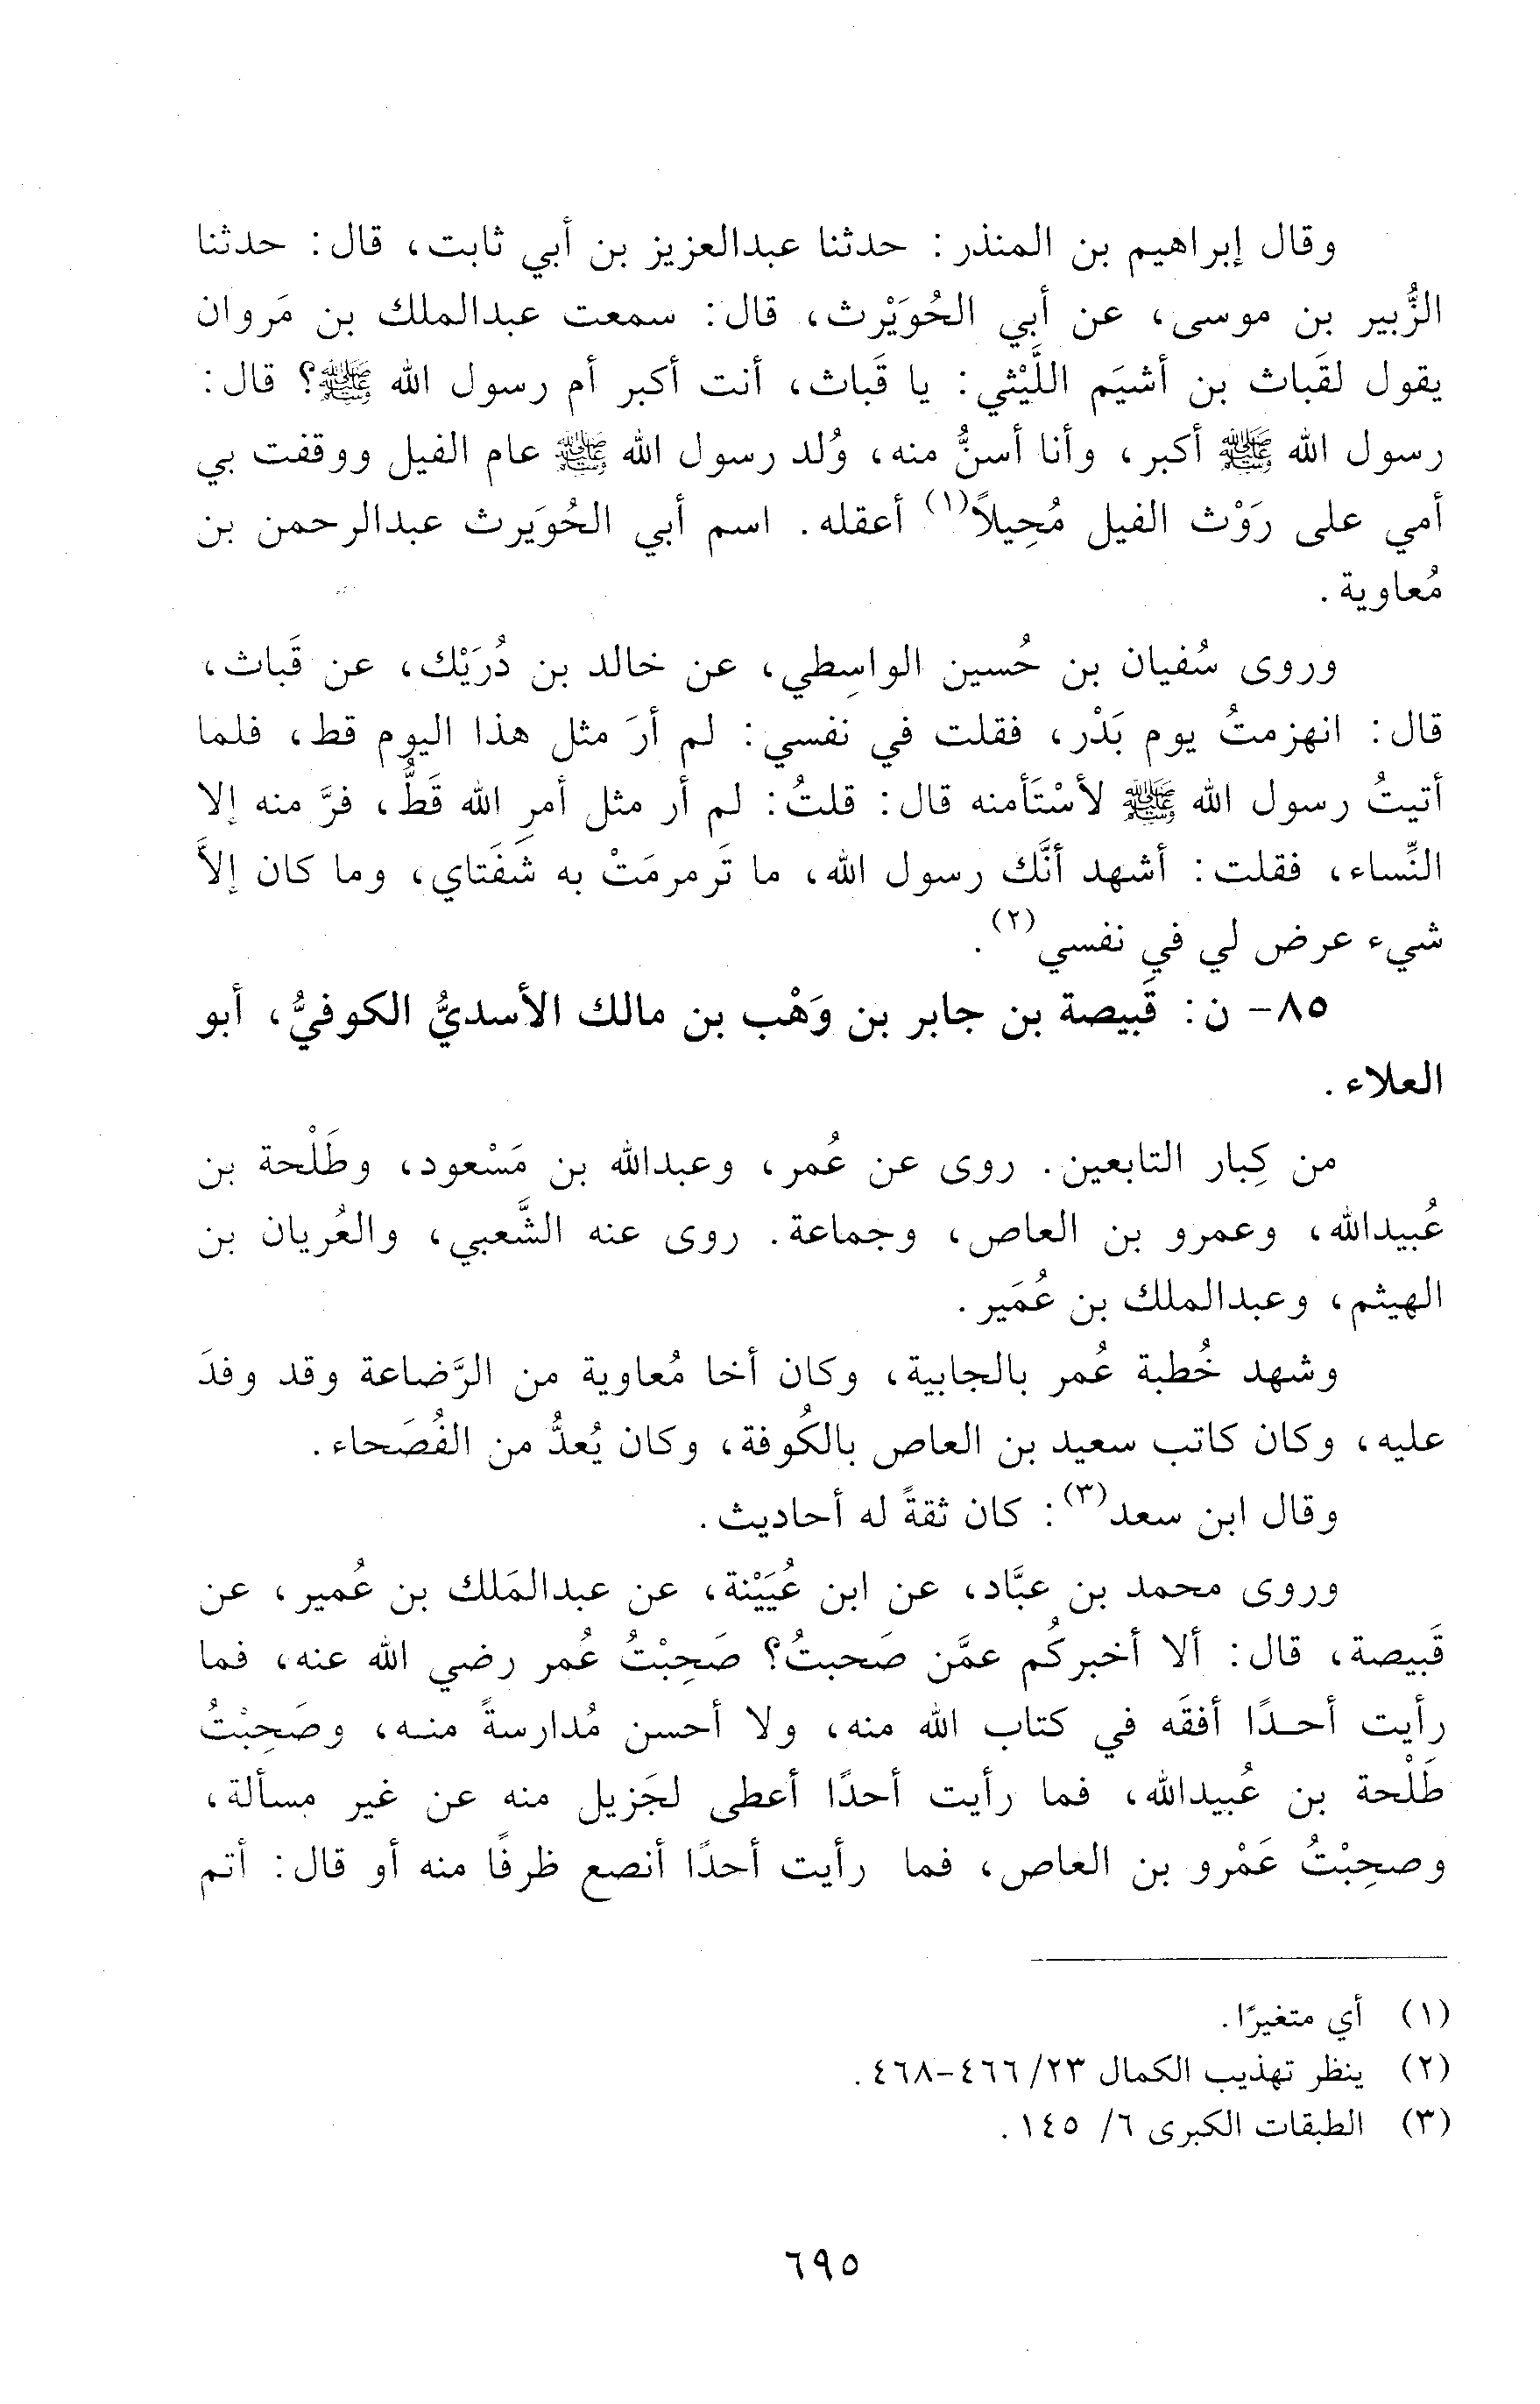 وقال إبراهيم بن المنذر: حدثنا عبدالعزيز بن أبي ثابت، قال: حدثنا
الزُّبير بن موسى، عن أبي الحُوَيْرث، قال: سمعت عبدالملك بن مَروان
يقول لقَباث بن أشيَم اللَّيْثي: يا قَباث، أنت أكبر أم رسول الله ﷺ؟ قال:
رسول الله ﷺ أكبر، وأنا أسنُّ منه، وُلد رسول الله ﷺ عام الفيل ووقفت بي
أمي على رَوْث الفيل مُحِيلاً(١) أعقله. اسم أبي الحُوَيرث عبدالرحمن بن
مُعاوية.
وروى سُفيان بن حُسين الواسِطي، عن خالد بن دُرَيْك، عن قَباث،
قال: انهزمتُ يوم بَدْر، فقلت في نفسي: لم أرَ مثل هذا اليوم قط، فلما
أتيتُ رسول الله ﷺ لأسْتَأمنه قال: قلتُ: لم أر مثل أمرِ الله قَطُّ، فرَّ منه إلا
النِّساء، فقلت: أشهد أنَّك رسول الله، ما تَرمرمَتْ به شَفَتاي، وما كان إلاَّ
شيء عرض لي في نفسي(٢).
٨٥- ن: قَبيصة بن جابر بن وَهْب بن مالك الأسديُّ الكوفيُّ، أبو
العلاء.
من كِبار التابعين. روى عن عُمر، وعبدالله بن مَسْعود، وطَلْحة بن
عُبيدالله، وعمرو بن العاص، وجماعة. روى عنه الشَّعبي، والعُريان بن
الهيثم، وعبدالملك بن عُمَير.
وشهد خُطبة عُمر بالجابية، وكان أخا مُعاوية من الرَّضاعة وقد وفدَ
عليه، وكان كاتب سعيد بن العاص بالكُوفة، وكان يُعدُّ من الفُصَحاء.
وقال ابن سعد(٣): كان ثقةً له أحاديث.
وروى محمد بن عبَّاد، عن ابن عُيَيْنة، عن عبدالمَلك بن عُمير، عن
قَبيصة، قال: ألا أخبركُم عمَّن صَحبتُ؟ صَحِبْتُ عُمر رضي الله عنه، فما
رأيت أحدًا أفقَه في كتاب الله منه، ولا أحسن مُدارسةً منه، وصَحِبْتُ
طَلْحة بن عُبيدالله، فما رأيت أحدًا أعطى لجَزيل منه عن غير مسألة،
وصحِبْتُ عَمْرو بن العاص، فما رأيت أحدًا أنصع ظرفًا منه أو قال: أتم
(١) أي متغيرًا.
(٢) ينظر تهذيب الكمال ٢٣/ ٤٦٦-٤٦٨.
(٣) الطبقات الكبرى ٦/ ١٤٥.
٦٩٥